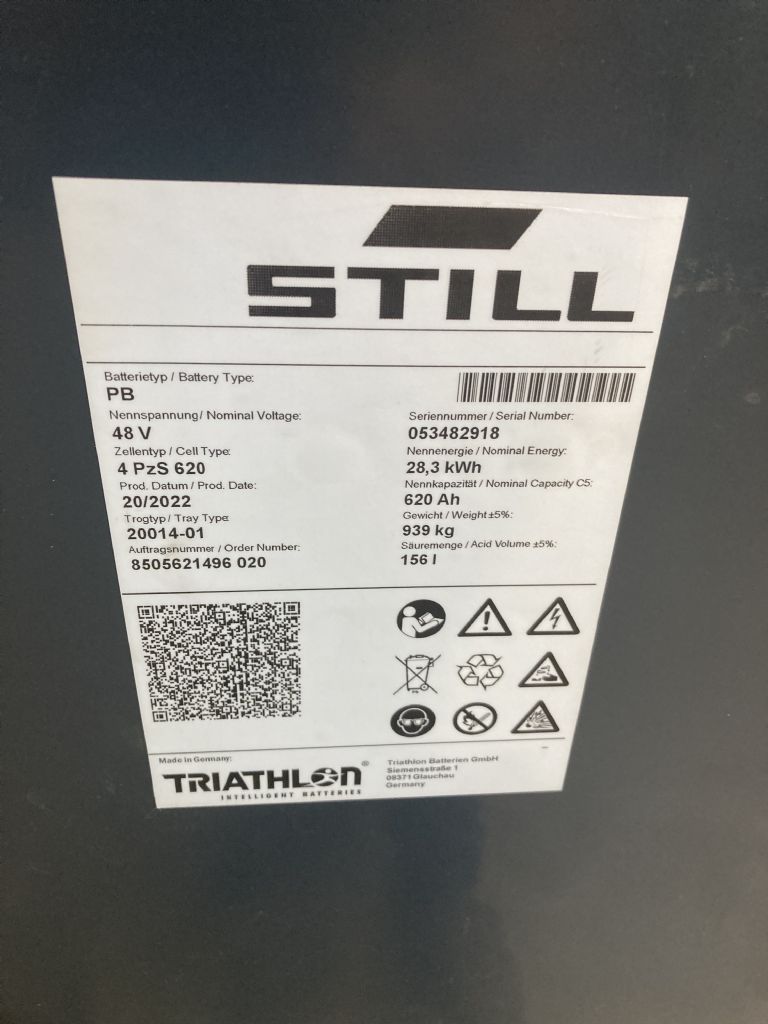 STILL
Batterietyp / Battery Type:
PB
Nennspannung / Nominal Voltage:
48 V
Zellentyp / Cell Type:
4 PzS 620
Prod. Datum / Prod. Date:
20/2022
Trogtyp / Tray Type:
20014-01
Auftragsnummer / Order Number:
8505621496 020
Seriennummer / Serial Number:
053482918
Nennenergie / Nominal Energy:
28,3 kWh
Nennkapazität / Nominal Capacity C5:
620 Ah
Gewicht / Weight ±5%:
939 kg
Säuremenge / Acid Volume ±5%:
156 l
Made in Germany:
TRIATHLON®
INTELLIGENT BATTERIES
Triathlon Batterien GmbH
Siemensstraße 1
08371 Glauchau
Germany